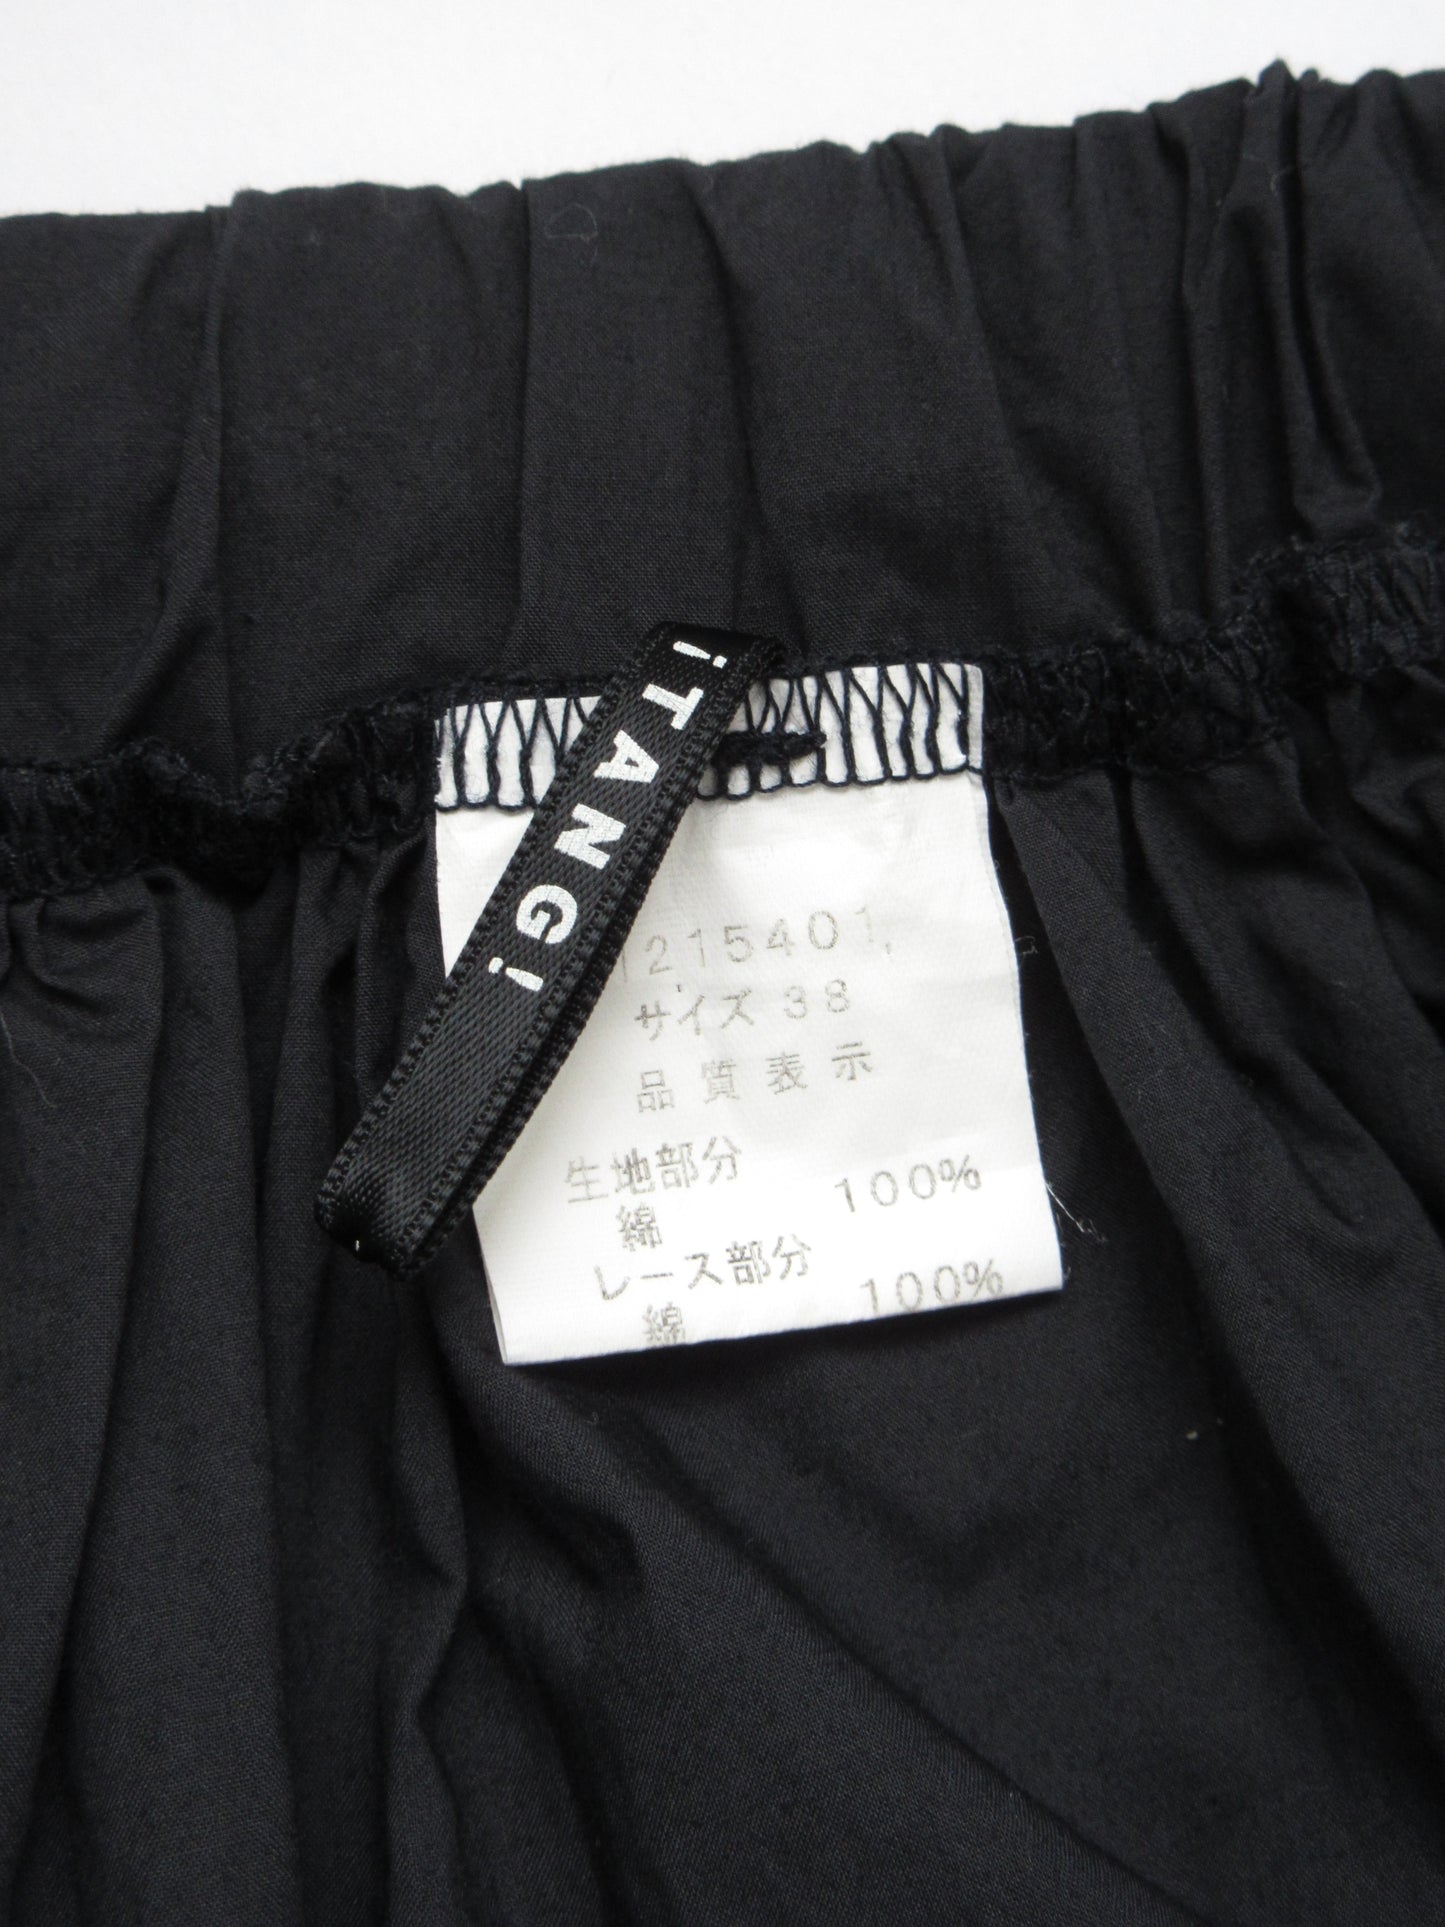 ¡TANG!
1215401
サイズ 38
品質表示
生地部分
綿 100%
レース部分
綿 100%